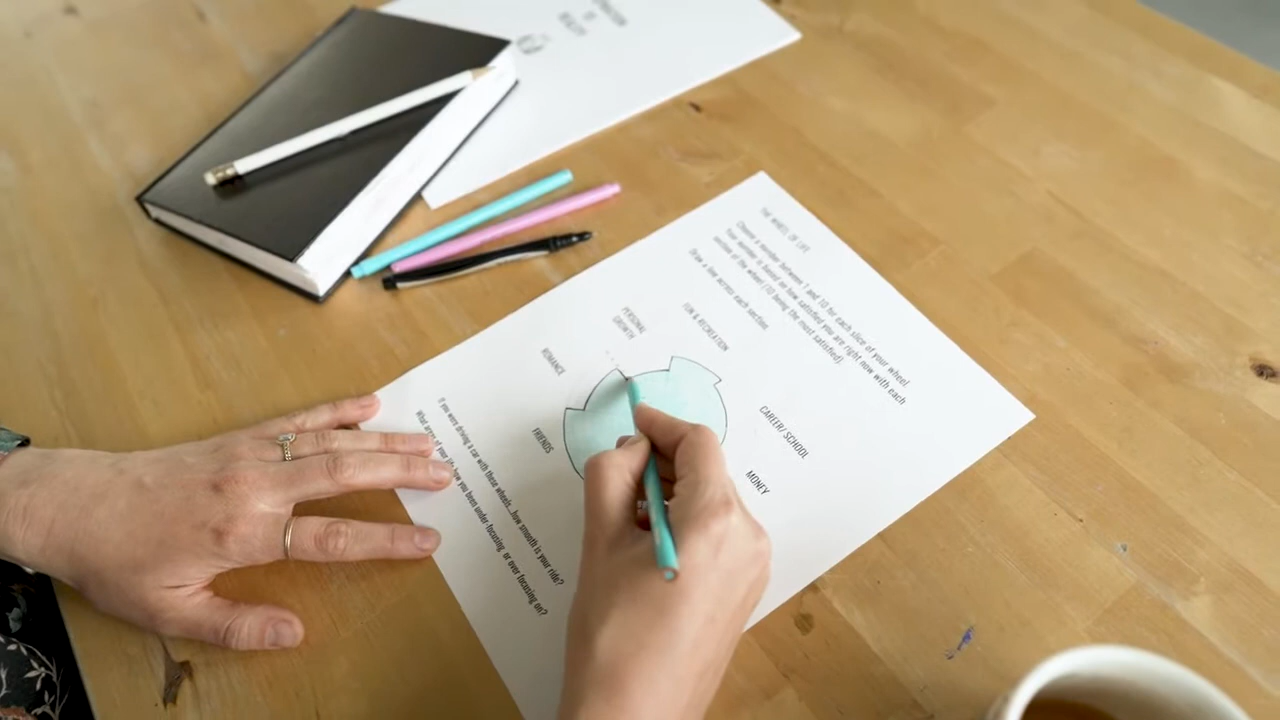 THE WHEEL OF LIFE
Choose a number between 1 and 10 for each slice of your wheel.
Your number is based on how satisfied you are right now with each
section of the wheel (10 being the most satisfied).
Draw a line across each section.
FUN & RECREATION
PERSONAL
GROWTH
ROMANCE
CAREER/ SCHOOL
FRIENDS
MONEY
If you were driving a car with these wheels...how smooth is your ride?
What areas of your life have you been under-focusing or over focusing on?
OF
REALITY